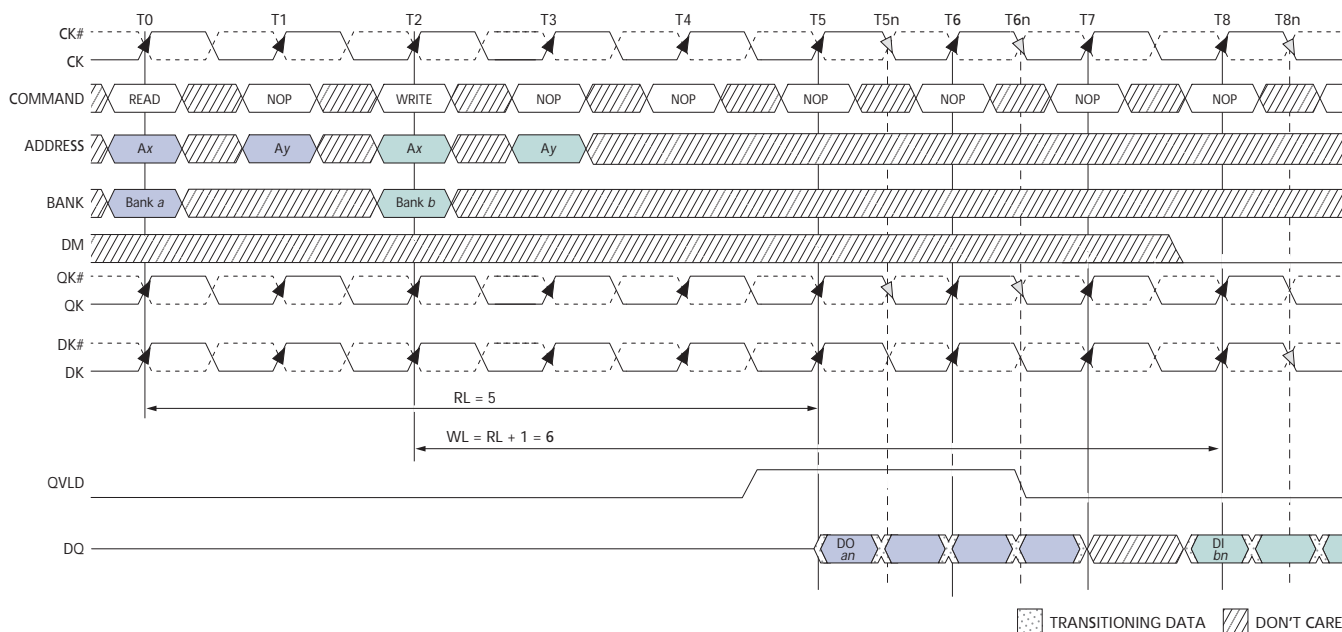 T0 T1 T2 T3 T4 T5 T5n T6 T6n T7 T8 T8n
CK#
CK
COMMAND READ NOP WRITE NOP NOP NOP NOP NOP NOP
ADDRESS Ax Ay Ax Ay
BANK Bank a Bank b
DM
QK#
QK
DK#
DK
RL = 5
WL = RL + 1 = 6
QVLD
DQ DO an DI bn
TRANSITIONING DATA DON'T CARE